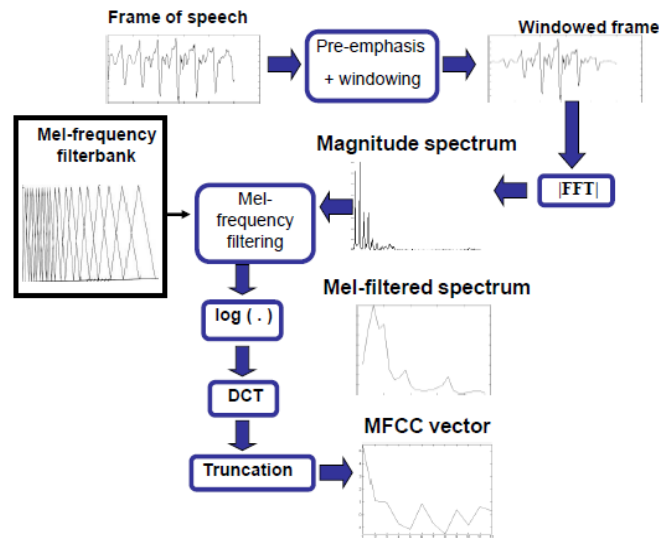 Frame of speech
Pre-emphasis
+ windowing
Windowed frame
Mel-frequency
filterbank
Magnitude spectrum
|FFT|
Mel-
frequency
filtering
log ( . )
Mel-filtered spectrum
DCT
MFCC vector
Truncation